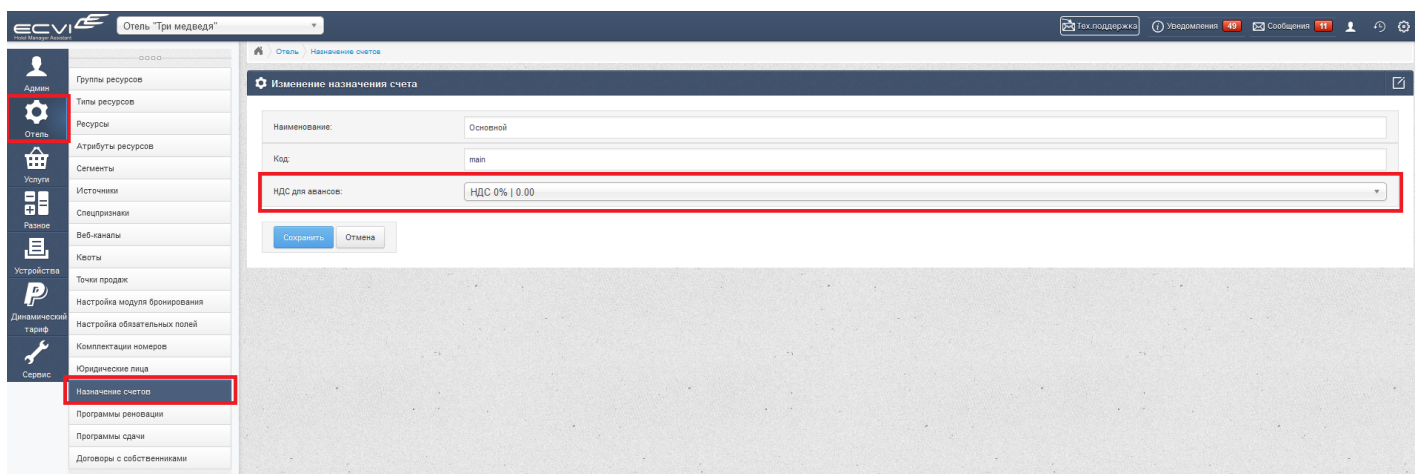 ECVI
Hotel Manager Assistant
Отель "Три медведя"
Тех.поддержка
Уведомления 49
Сообщения 11
Админ
Отель
Услуги
Разное
Устройства
Динамический
тариф
Сервис
Группы ресурсов
Типы ресурсов
Ресурсы
Атрибуты ресурсов
Сегменты
Источники
Спецпризнаки
Веб-каналы
Квоты
Точки продаж
Настройка модуля бронирования
Настройка обязательных полей
Комплектации номеров
Юридические лица
Назначение счетов
Программы реновации
Программы сдачи
Договоры с собственниками
Отель
Назначение счетов
Изменение назначения счета
Наименование:
Основной
Код:
main
НДС для авансов:
НДС 0% | 0.00
Сохранить
Отмена